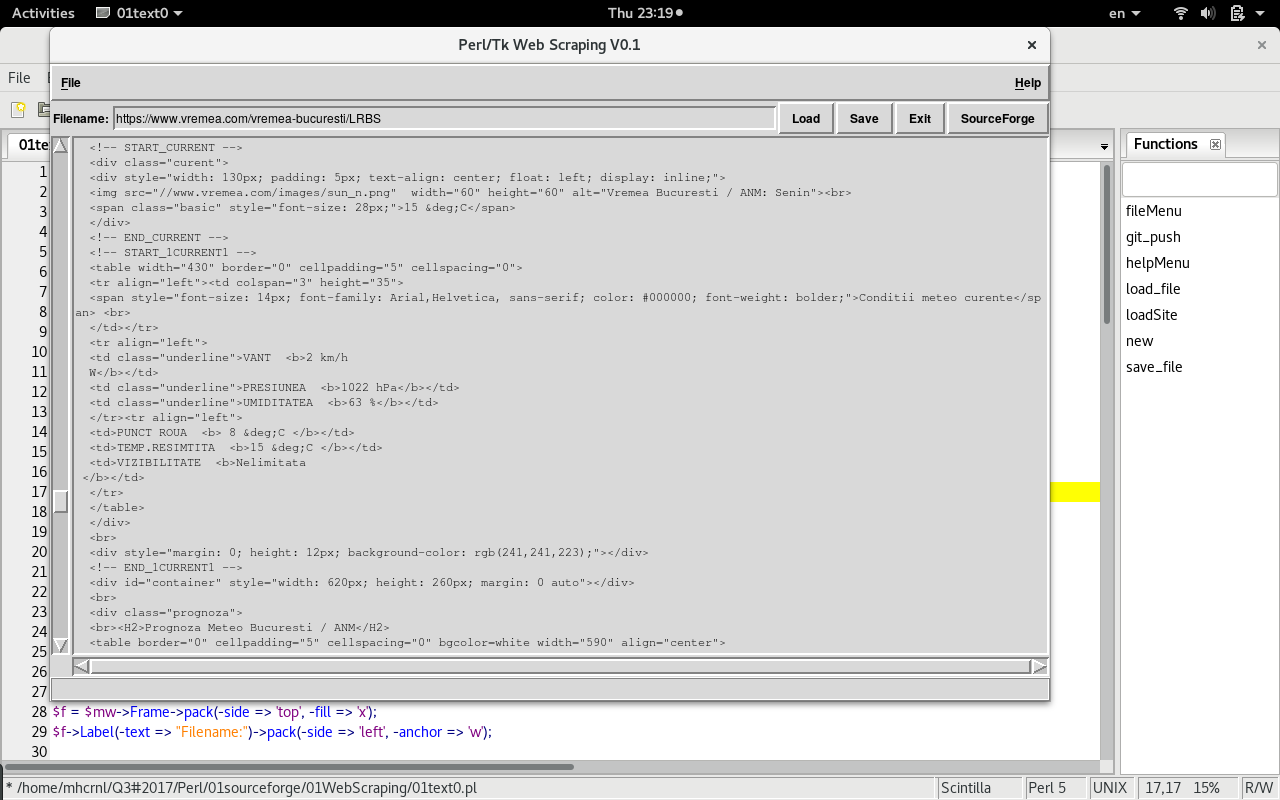 Activities 01text0 Thu 23:19 en
Perl/Tk Web Scraping V0.1
File
File Help
Filename: https://www.vremea.com/vremea-bucuresti/LRBS Load Save Exit SourceForge
01te
Functions
<!-- START_CURRENT -->
<div class="curent">
<div style="width: 130px; padding: 5px; text-align: center; float: left; display: inline;">
<img src="//www.vremea.com/images/sun_n.png"  width="60" height="60" alt="Vremea Bucuresti / ANM: Senin"><br>
<span class="basic" style="font-size: 28px;">15 &deg;C</span>
</div>
<!-- END_CURRENT -->
<!-- START_1CURRENT1 -->
<table width="430" border="0" cellpadding="5" cellspacing="0">
<tr align="left"><td colspan="3" height="35">
<span style="font-size: 14px; font-family: Arial,Helvetica, sans-serif; color: #000000; font-weight: bolder;">Conditii meteo curente</sp
an> <br>
</td></tr>
<tr align="left">
<td class="underline">VANT  <b>2 km/h
W</b></td>
<td class="underline">PRESIUNEA  <b>1022 hPa</b></td>
<td class="underline">UMIDITATEA  <b>63 %</b></td>
</tr><tr align="left">
<td>PUNCT ROUA  <b> 8 &deg;C </b></td>
<td>TEMP.RESIMTITA  <b>15 &deg;C </b></td>
<td>VIZIBILITATE  <b>Nelimitata
</b></td>
</tr>
</table>
</div>
<br>
<div style="margin: 0; height: 12px; background-color: rgb(241,241,223);"></div>
<!-- END_1CURRENT1 -->
<div id="container" style="width: 620px; height: 260px; margin: 0 auto"></div>
<br>
<div class="prognoza">
<br><H2>Prognoza Meteo Bucuresti / ANM</H2>
<table border="0" cellpadding="5" cellspacing="0" bgcolor=white width="590" align="center">
1
2
3
4
5
6
7
8
9
10
11
12
13
14
15
16
17
18
19
20
21
22
23
24
25
26
27
28 $f = $mw->Frame->pack(-side => 'top', -fill => 'x');
29 $f->Label(-text => "Filename:")->pack(-side => 'left', -anchor => 'w');
30
fileMenu
git_push
helpMenu
load_file
loadSite
new
save_file
* /home/mhcrnl/Q3#2017/Perl/01sourceforge/01WebScraping/01text0.pl Scintilla Perl 5 UNIX 17,17 15% R/W